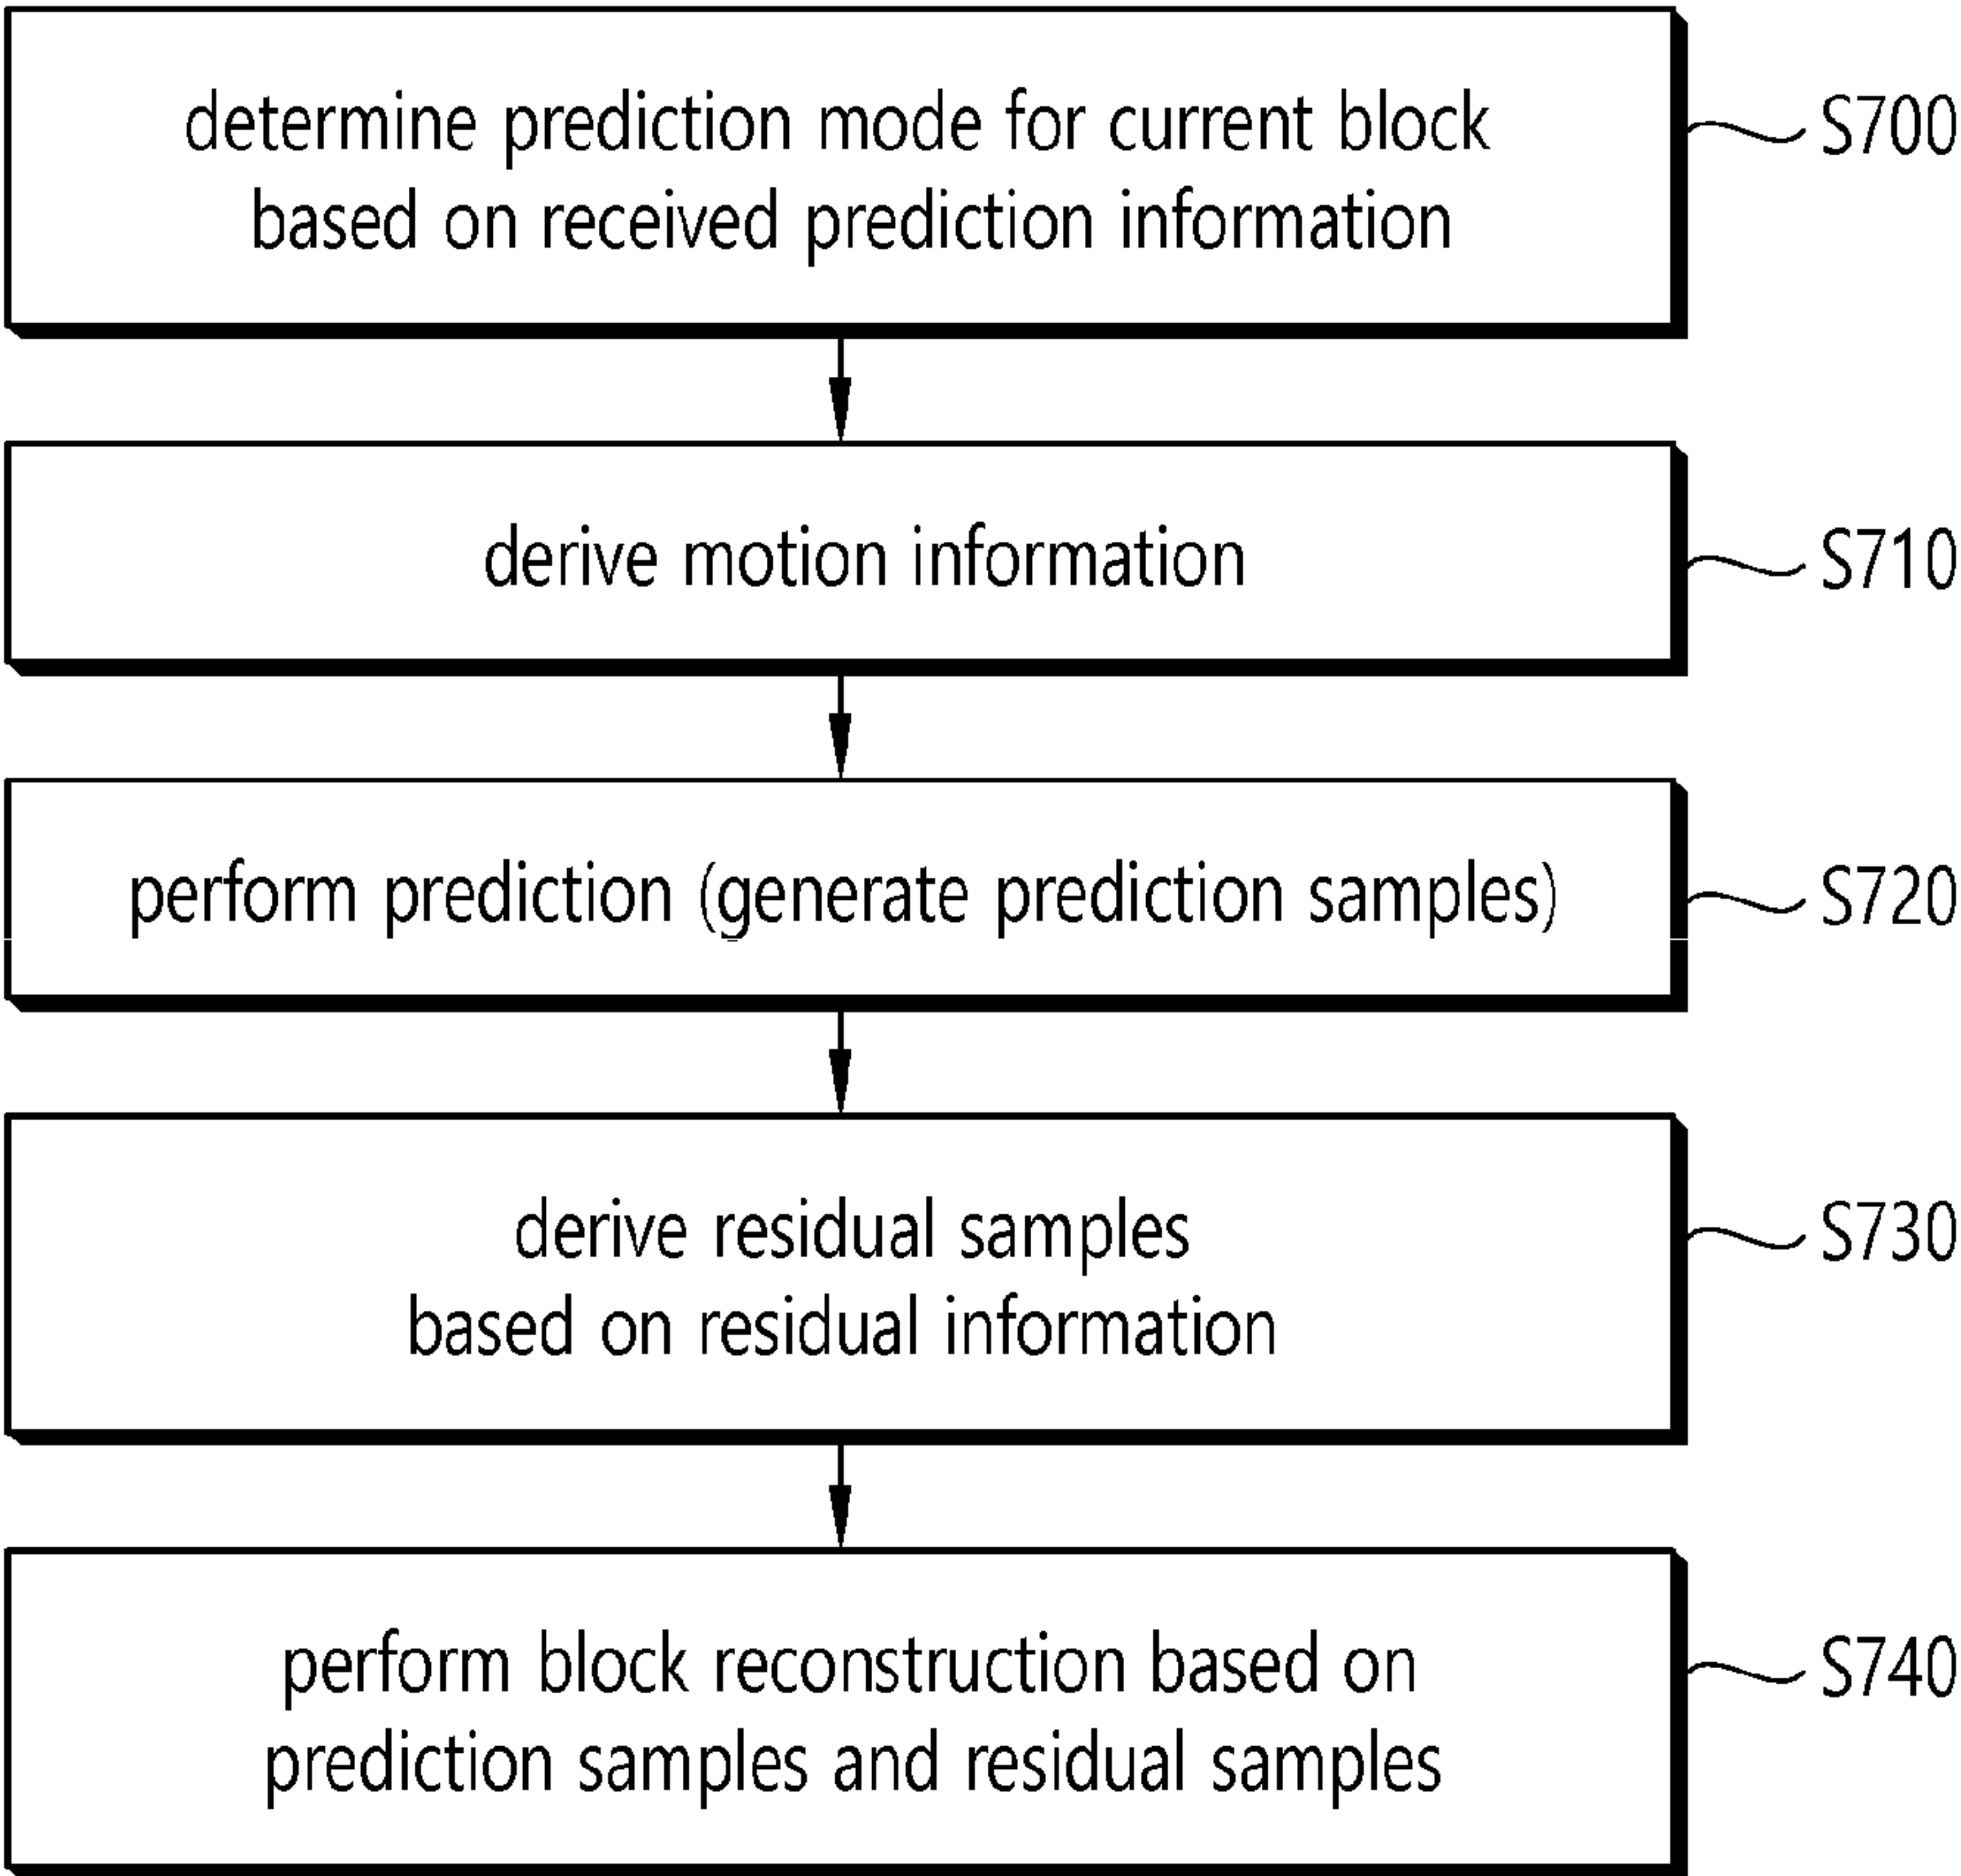 determine prediction mode for current block
based on received prediction information
S700
derive motion information
S710
perform prediction (generate prediction samples)
S720
derive residual samples
based on residual information
S730
perform block reconstruction based on
prediction samples and residual samples
S740